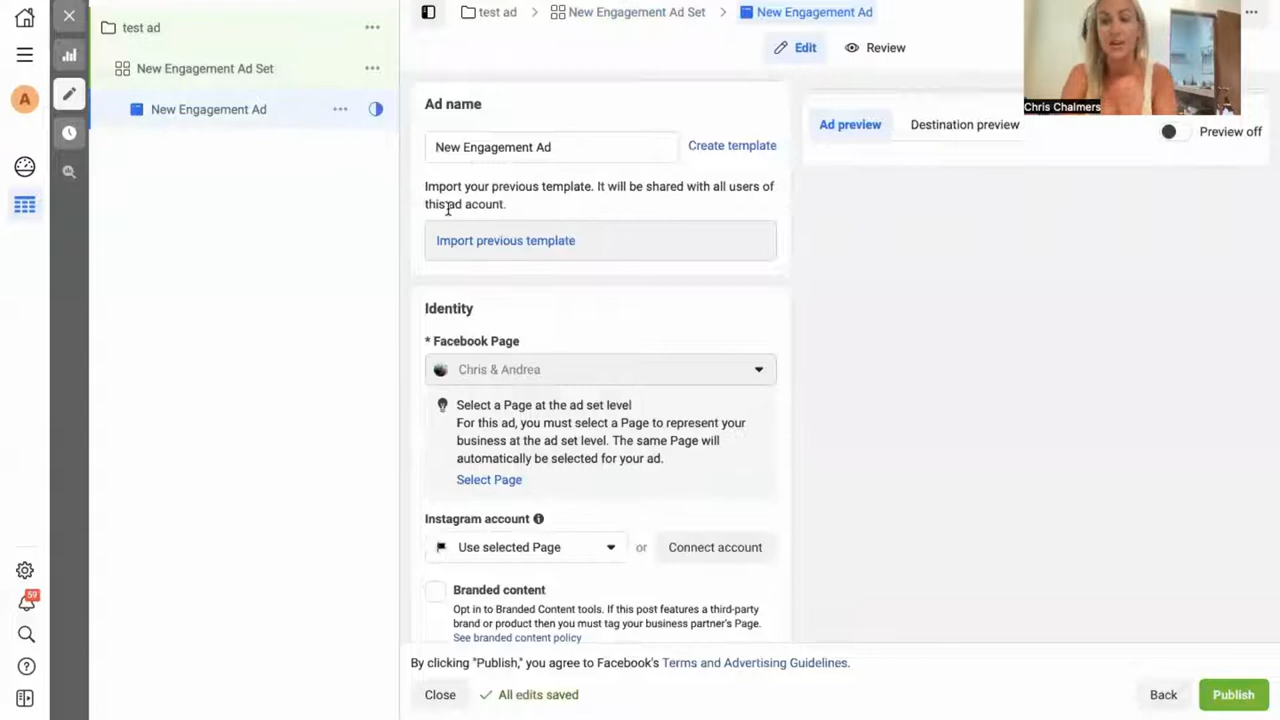 test ad
New Engagement Ad Set
New Engagement Ad
test ad > New Engagement Ad Set > New Engagement Ad
Edit Review
Chris Chalmers
Ad name
New Engagement Ad Create template
Import your previous template. It will be shared with all users of
this ad acount.
Import previous template
Identity
* Facebook Page
Chris & Andrea
Select a Page at the ad set level
For this ad, you must select a Page to represent your
business at the ad set level. The same Page will
automatically be selected for your ad.
Select Page
Instagram account
Use selected Page or Connect account
Branded content
Opt in to Branded Content tools. If this post features a third-party
brand or product then you must tag your business partner's Page.
See branded content policy
Ad preview Destination preview Preview off
By clicking "Publish," you agree to Facebook's Terms and Advertising Guidelines.
Close All edits saved Back Publish
A
59